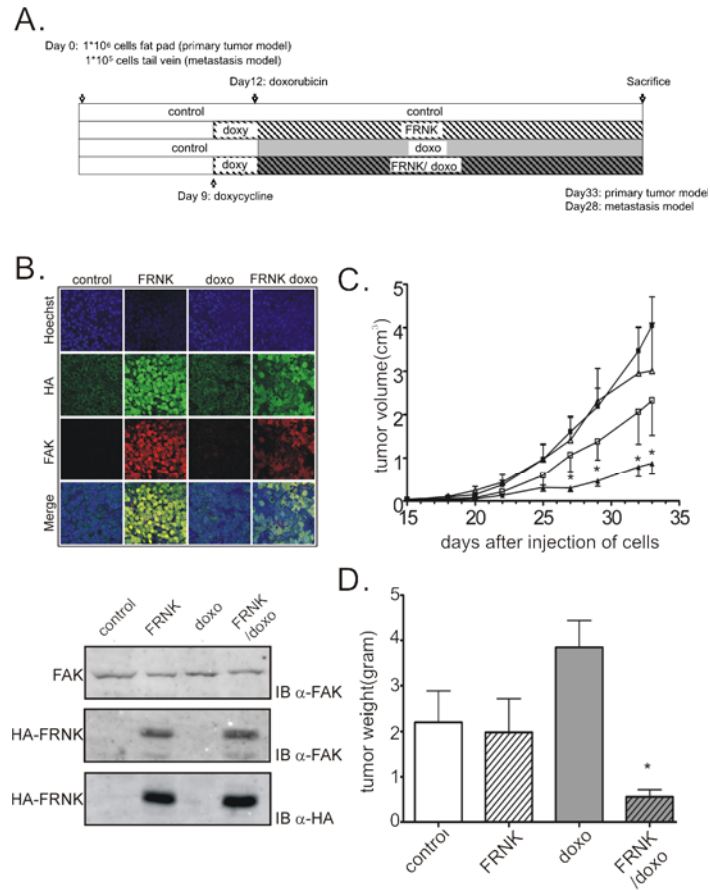 A.
Day 0: 1*10⁶ cells fat pad (primary tumor model)
1*10⁵ cells tail vein (metastasis model)
Day12: doxorubicin
Sacrifice
control control
doxy FRNK
control doxo
doxy FRNK/ doxo
Day 9: doxycycline
Day33: primary tumor model
Day28: metastasis model
B.
control FRNK doxo FRNK doxo
Hoechst
HA
FAK
Merge
control FRNK doxo FRNK /doxo
FAK
IB α-FAK
HA-FRNK
IB α-FAK
HA-FRNK
IB α-HA
C.
tumor volume(cm³)
5
4
3
2
1
0
15 20 25 30 35
* * * *
days after injection of cells
D.
tumor weight(gram)
5
4
3
2
1
0
*
control FRNK doxo FRNK /doxo